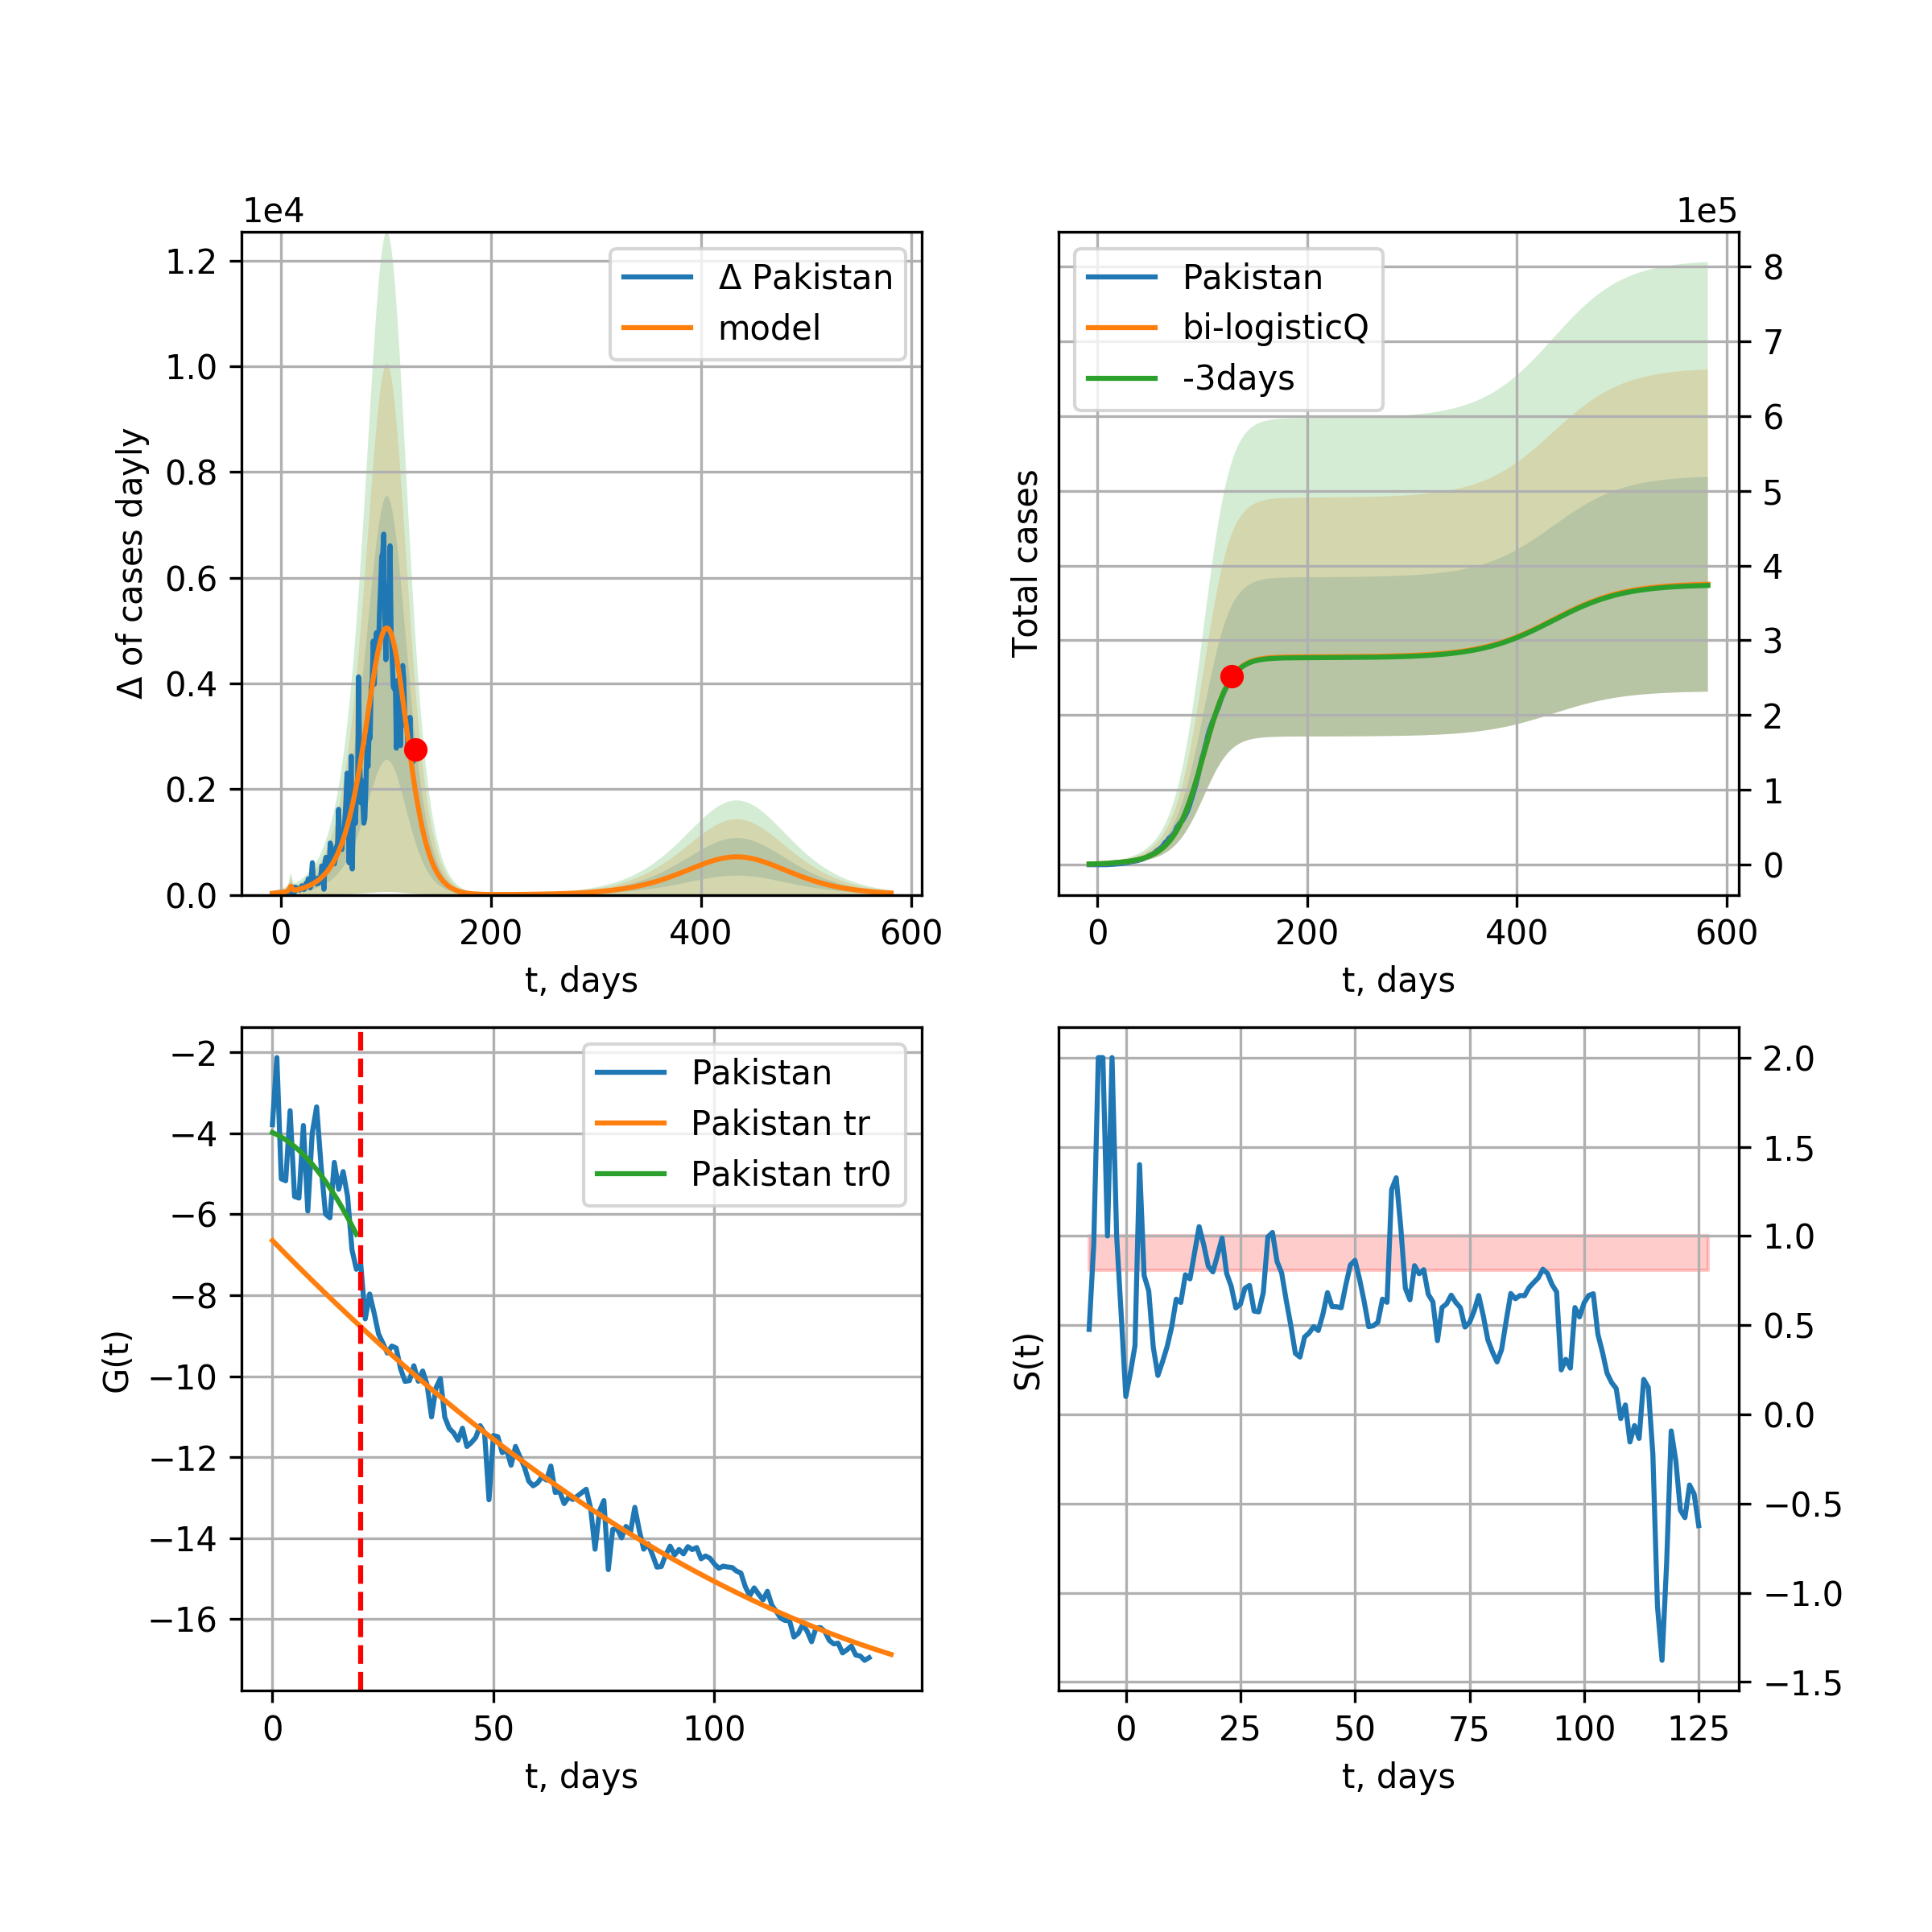 1e4
Δ of cases dayly
1.2
1.0
0.8
0.6
0.4
0.2
0.0
Δ Pakistan
model
0 200 400 600
t, days
1e5
Total cases
Pakistan
bi-logisticQ
-3days
8
7
6
5
4
3
2
1
0
0 200 400 600
t, days
G(t)
−2
−4
−6
−8
−10
−12
−14
−16
Pakistan
Pakistan tr
Pakistan tr0
0 50 100
t, days
S(t)
2.0
1.5
1.0
0.5
0.0
−0.5
−1.0
−1.5
0 25 50 75 100 125
t, days